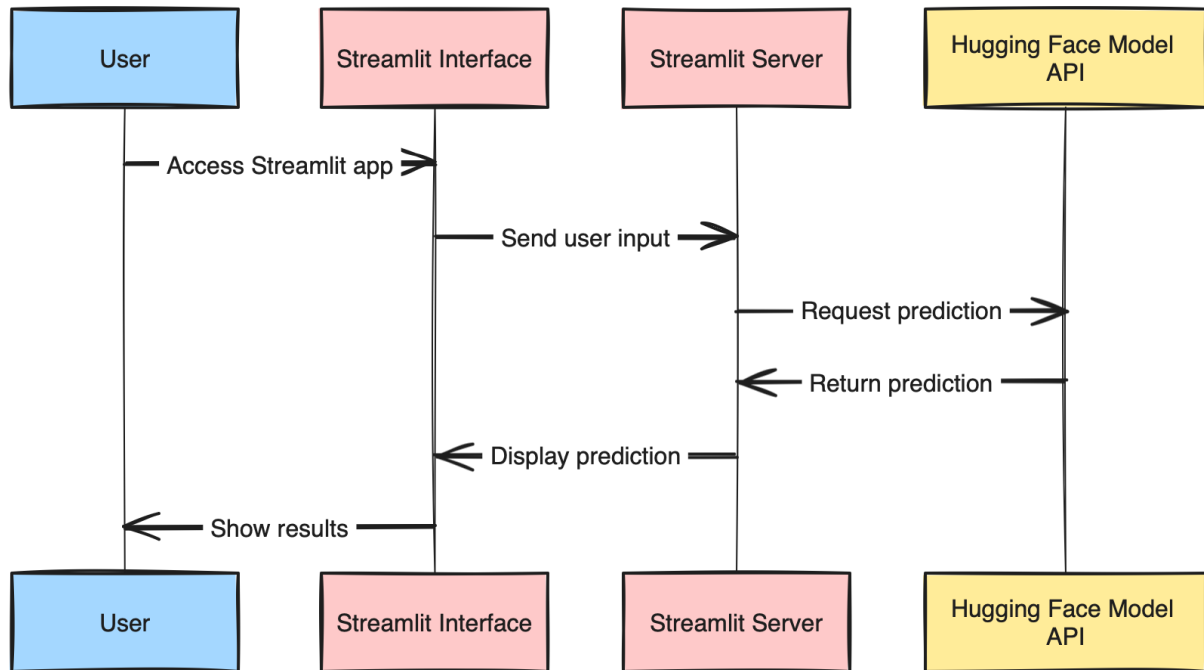 User
Streamlit Interface
Streamlit Server
Hugging Face Model
API
Access Streamlit app
Send user input
Request prediction
Return prediction
Display prediction
Show results
User
Streamlit Interface
Streamlit Server
Hugging Face Model
API